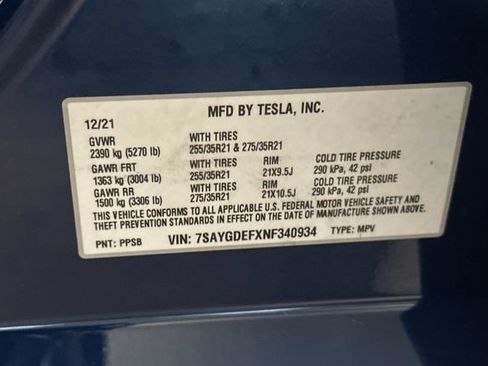 MFD BY TESLA, INC.
12/21
GVWR WITH TIRES
2390 kg (5270 lb) 255/35R21 & 275/35R21
GAWR FRT WITH TIRES RIM COLD TIRE PRESSURE
1363 kg (3004 lb) 255/35R21 21X9.5J 290 kPa, 42 psi
GAWR RR WITH TIRES RIM COLD TIRE PRESSURE
1500 kg (3306 lb) 275/35R21 21X10.5J 290 kPa, 42 psi
THIS VEHICLE CONFORMS TO ALL APPLICABLE U.S. FEDERAL MOTOR VEHICLE SAFETY AND
THEFT PREVENTION STANDARDS IN EFFECT ON THE DATE OF MANUFACTURE SHOWN ABOVE.
PNT: PPSB VIN: 7SAYGDEFXNF340934 TYPE: MPV